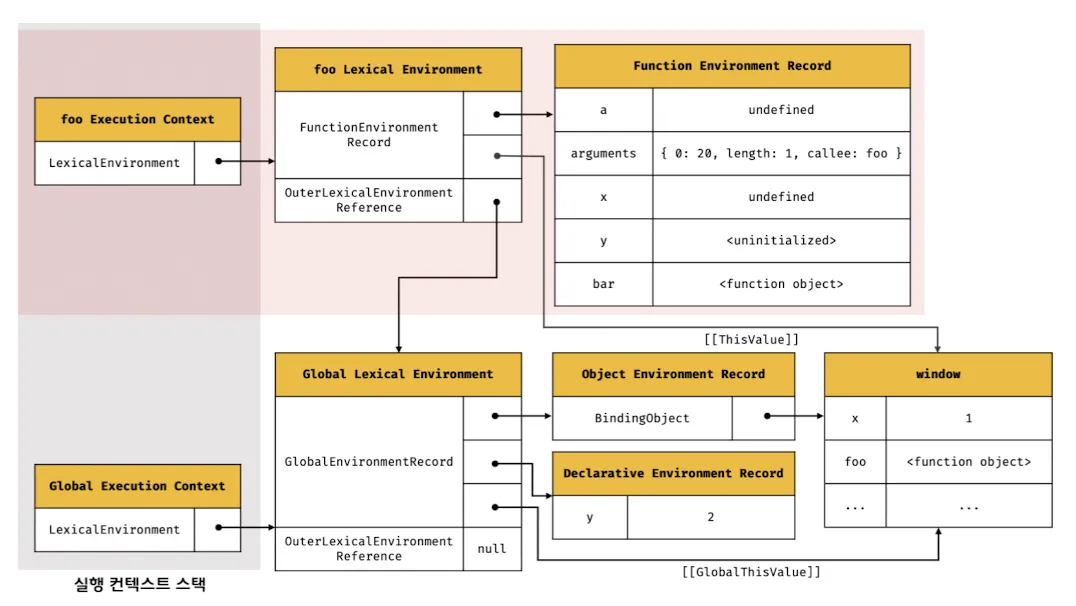 foo Lexical Environment
Function Environment Record
foo Execution Context
LexicalEnvironment
FunctionEnvironment
Record
OuterLexicalEnvironment
Reference
a
undefined
arguments
{ 0: 20, length: 1, callee: foo }
x
undefined
y
<uninitialized>
bar
<function object>
[[ThisValue]]
Global Lexical Environment
Object Environment Record
window
BindingObject
x
1
GlobalEnvironmentRecord
foo
<function object>
Declarative Environment Record
Global Execution Context
LexicalEnvironment
y
2
...
...
OuterLexicalEnvironment
Reference
null
[[GlobalThisValue]]
실행 컨텍스트 스택